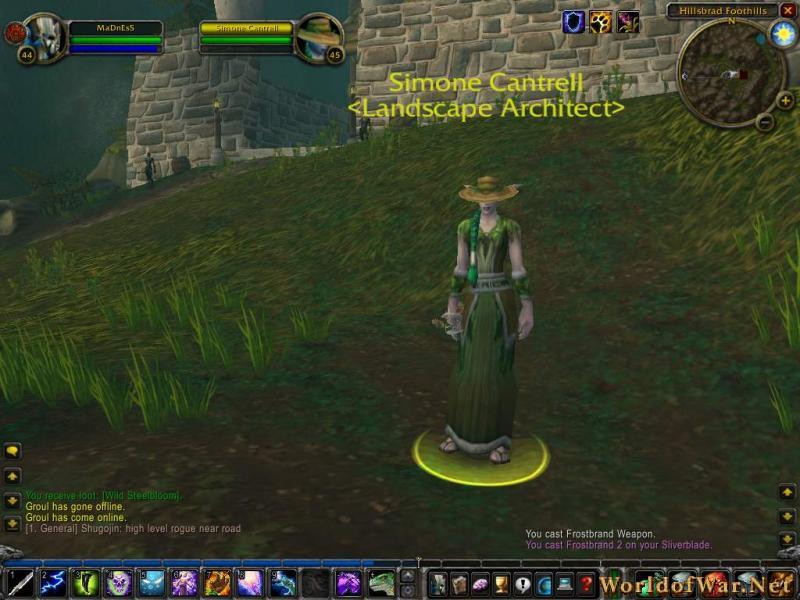 MaDnEsS
Simone Cantrell
44
45
Hillsbrad Foothills
N
Simone Cantrell
<Landscape Architect>
You receive loot: [Wild Steelbloom].
Groul has gone offline.
Groul has come online.
[1. General] Shugojin: high level rogue near road
You cast Frostbrand Weapon.
You cast Frostbrand 2 on your Silverblade.
WorldofWar.Net